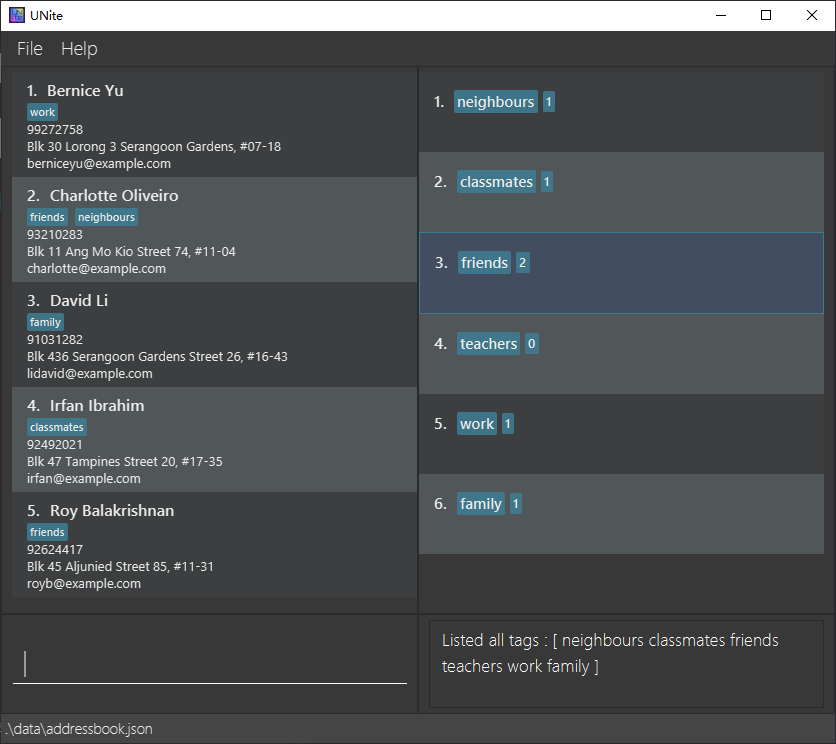 UNite
File Help
1. Bernice Yu
work
99272758
Blk 30 Lorong 3 Serangoon Gardens, #07-18
berniceyu@example.com
2. Charlotte Oliveiro
friends neighbours
93210283
Blk 11 Ang Mo Kio Street 74, #11-04
charlotte@example.com
3. David Li
family
91031282
Blk 436 Serangoon Gardens Street 26, #16-43
lidavid@example.com
4. Irfan Ibrahim
classmates
92492021
Blk 47 Tampines Street 20, #17-35
irfan@example.com
5. Roy Balakrishnan
friends
92624417
Blk 45 Aljunied Street 85, #11-31
royb@example.com
1. neighbours 1
2. classmates 1
3. friends 2
4. teachers 0
5. work 1
6. family 1
Listed all tags : [ neighbours classmates friends
teachers work family ]
.\data\addressbook.json